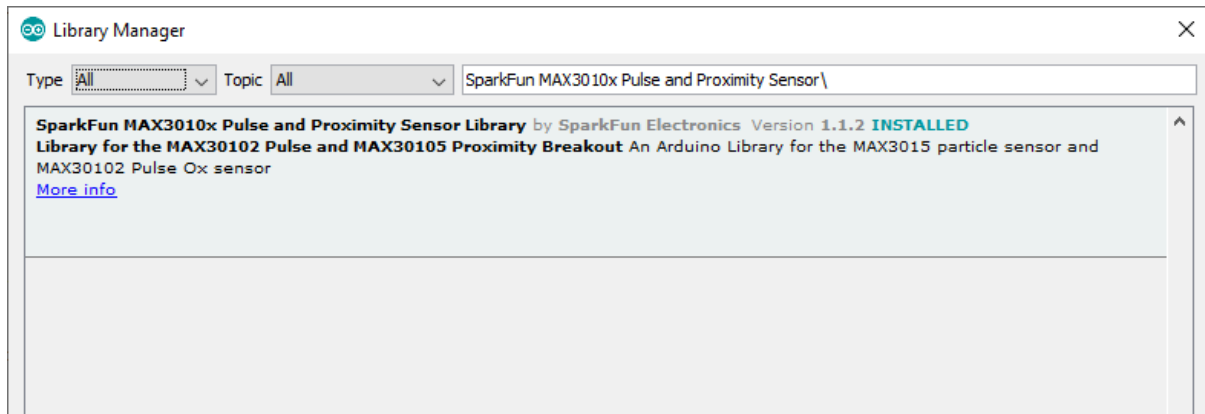 Library Manager
Type All Topic All SparkFun MAX3010x Pulse and Proximity Sensor\
SparkFun MAX3010x Pulse and Proximity Sensor Library by SparkFun Electronics Version 1.1.2 INSTALLED
Library for the MAX30102 Pulse and MAX30105 Proximity Breakout An Arduino Library for the MAX3015 particle sensor and
MAX30102 Pulse Ox sensor
More info